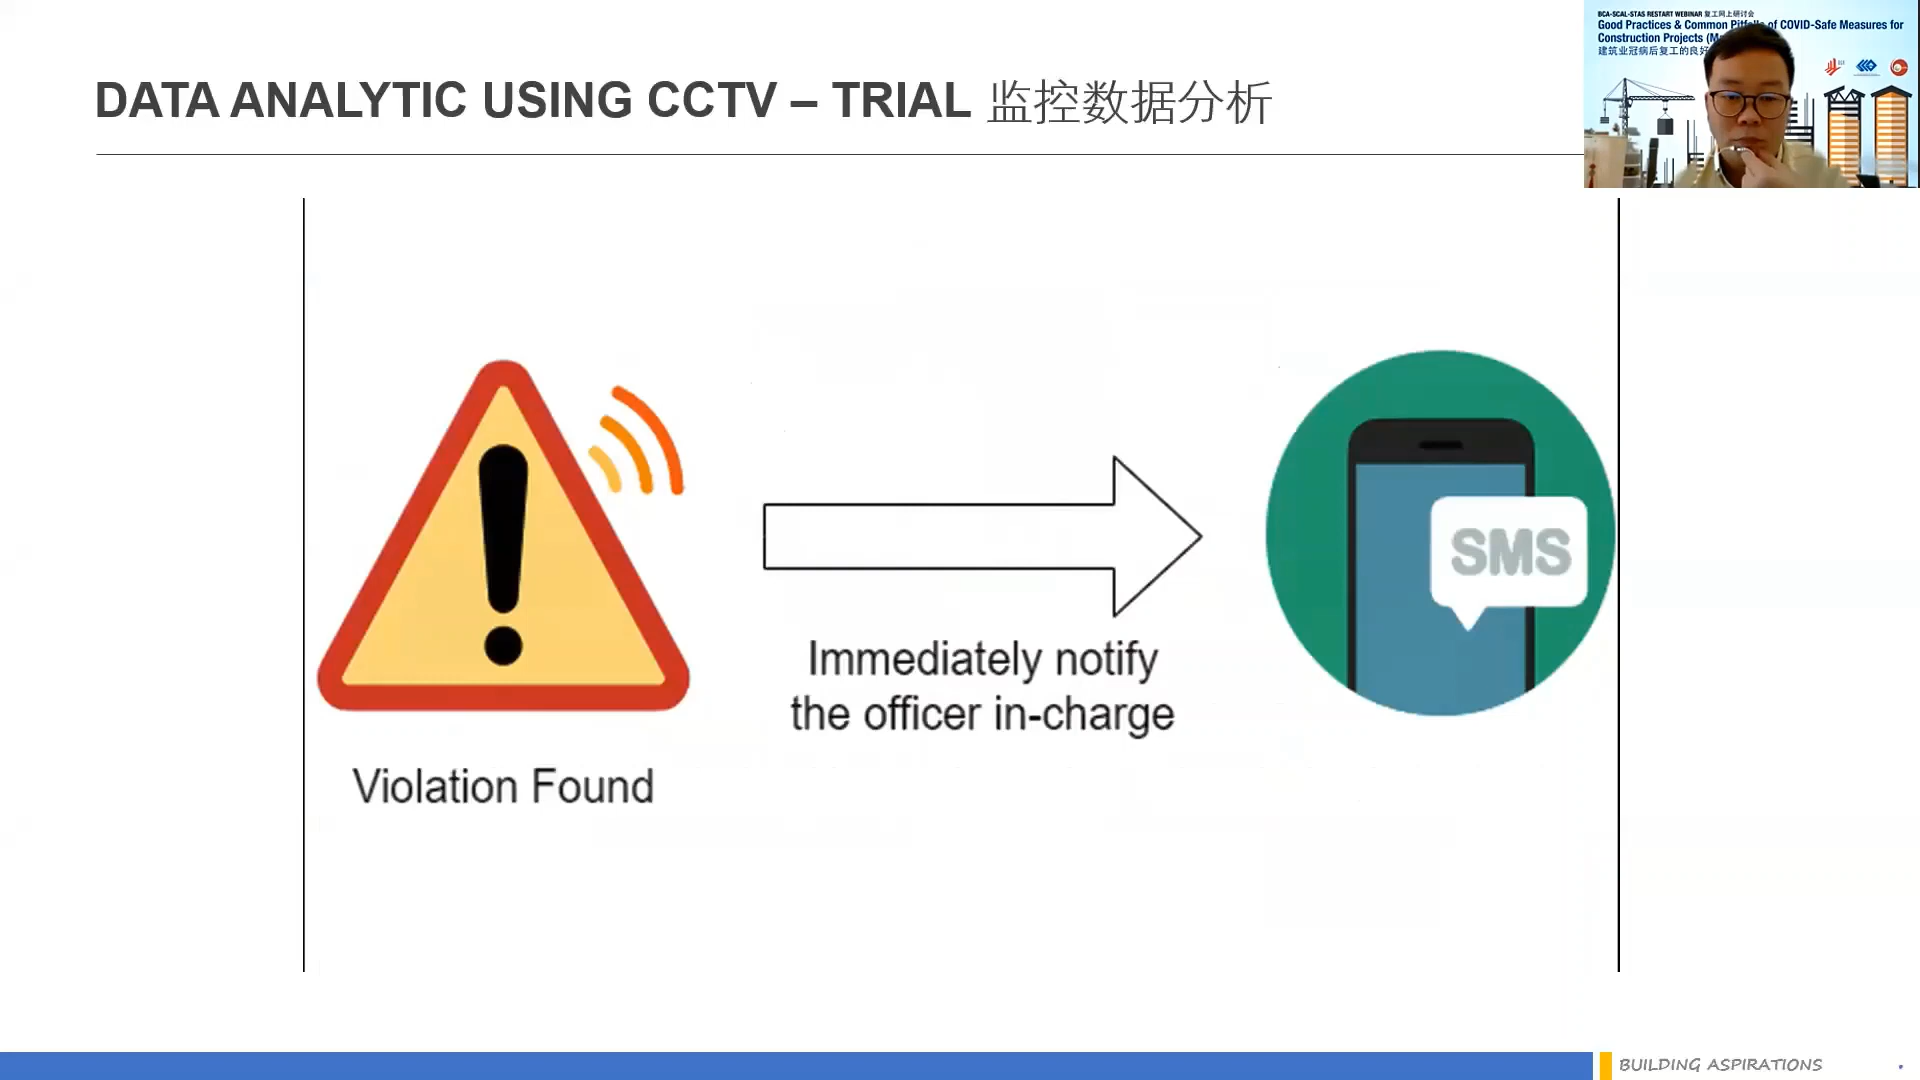 DATA ANALYTIC USING CCTV – TRIAL 监控数据分析
BCA-SCAL-STAS RESTART WEBINAR 复工网上研讨会
Good Practices & Common Pitfalls of COVID-Safe Measures for
Construction Projects
建筑业冠病后复工的良好
SMS
Immediately notify
the officer in-charge
Violation Found
BUILDING ASPIRATIONS